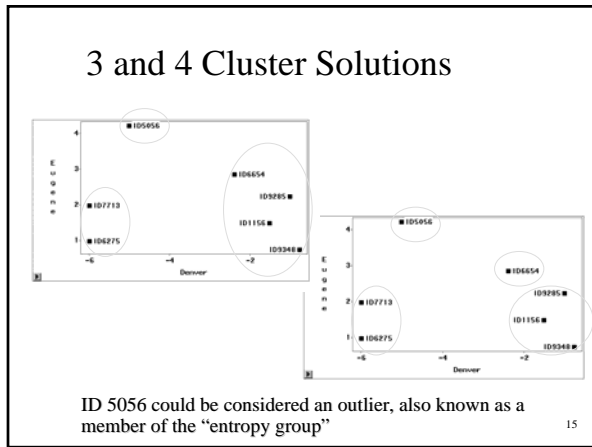 3 and 4 Cluster Solutions
4
3
2
1
E
u
g
e
n
e
ID5056
ID6654
ID9285
ID7713
ID1156
ID6275
ID9348
-6
-4
-2
Denver
4
3
2
1
E
u
g
e
n
e
ID5056
ID6654
ID9285
ID7713
ID1156
ID6275
ID9348
-6
-4
-2
Denver
ID 5056 could be considered an outlier, also known as a
member of the “entropy group”
15